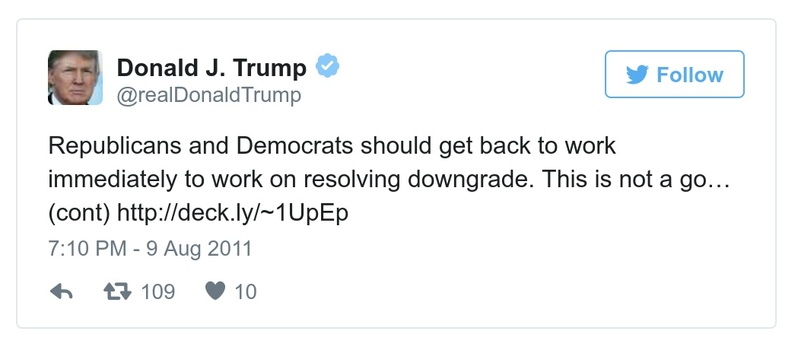 Donald J. Trump
@realDonaldTrump
Follow
Republicans and Democrats should get back to work
immediately to work on resolving downgrade. This is not a go…
(cont) http://deck.ly/~1UpEp
7:10 PM - 9 Aug 2011
109 10